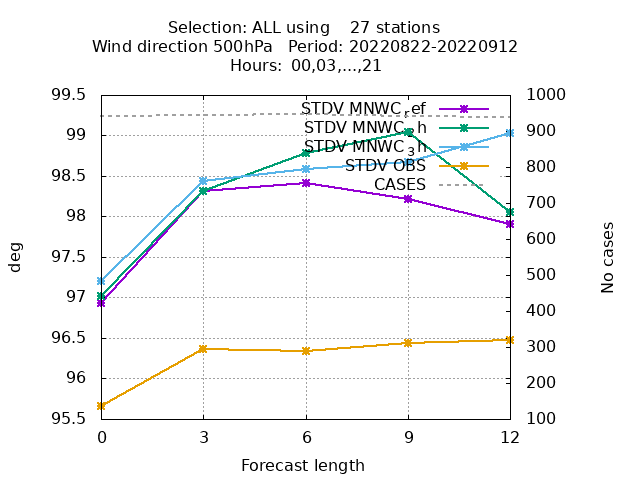 Selection: ALL using    27 stations
Wind direction 500hPa   Period: 20220822-20220912
Hours:  00,03,...,21
99.5
99
98.5
98
97.5
97
96.5
96
95.5
deg
STDV MNWC_ref
STDV MNWC_h
STDV MNWC_3h
STDV OBS
CASES
1000
900
800
700
600
500
400
300
200
100
No cases
0
3
6
9
12
Forecast length